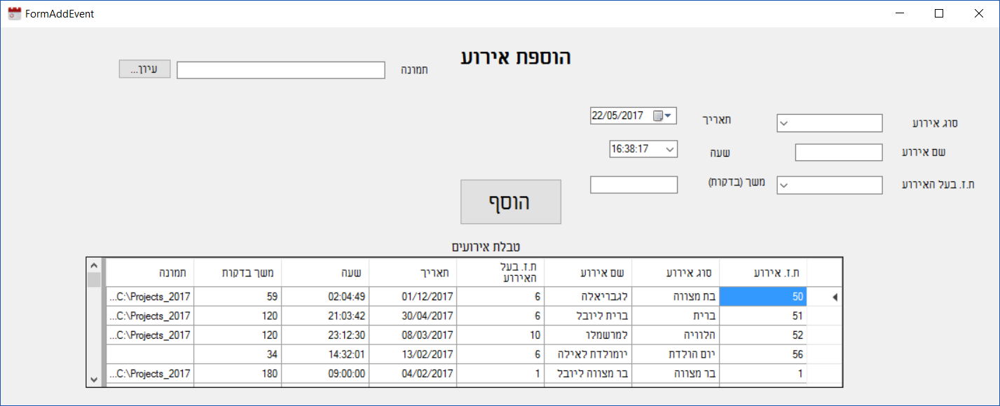 FormAddEvent
הוספת אירוע
תמונה
עיון...
סוג אירוע
תאריך 22/05/2017
שם אירוע
שעה 16:38:17
ת.ז. בעל האירוע
משך (בדקות)
הוסף
טבלת אירועים
ת.ז. אירוע סוג אירוע שם אירוע ת.ז. בעל האירוע תאריך שעה משך בדקות תמונה
50 בת מצווה לגבריאלה 6 01/12/2017 02:04:49 59 C:\Projects_2017...
51 ברית ברית ליובל 6 30/04/2017 21:03:42 120 C:\Projects_2017...
52 הלוויה למרשמלו 10 08/03/2017 23:12:30 120 C:\Projects_2017...
56 יום הולדת יומולדת לאילה 6 13/02/2017 14:32:01 34
1 בר מצווה בר מצווה ליובל 1 04/02/2017 09:00:00 180 C:\Projects_2017...